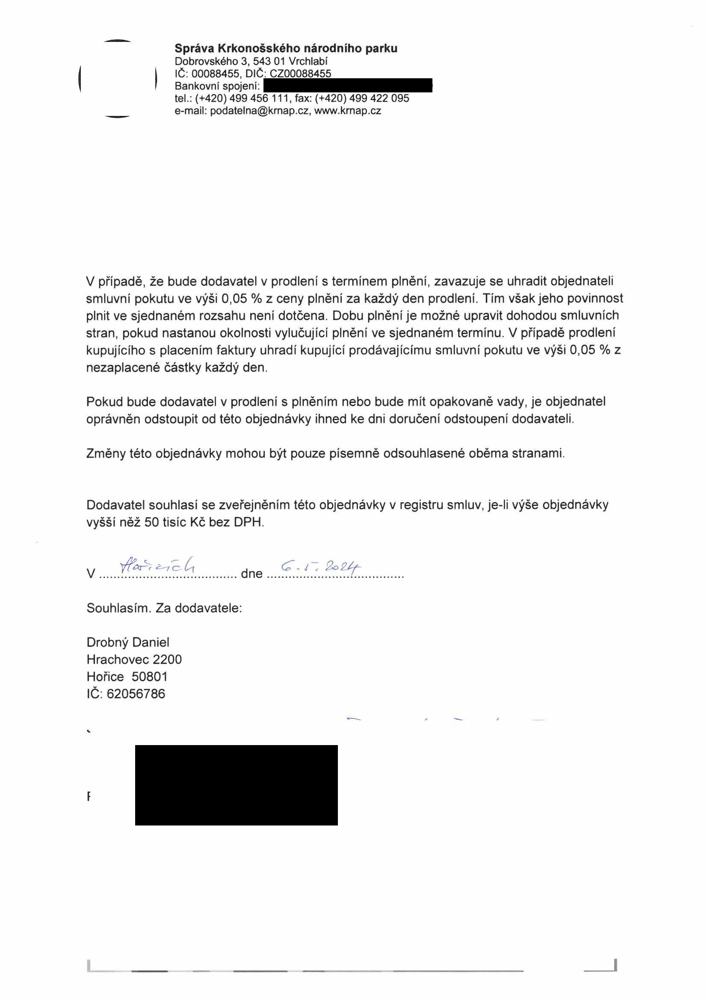 Správa Krkonošského národního parku
Dobrovského 3, 543 01 Vrchlabí
IČ: 00088455, DIČ: CZ00088455
Bankovní spojení:
tel.: (+420) 499 456 111, fax: (+420) 499 422 095
e-mail: podatelna@krnap.cz, www.krnap.cz
V případě, že bude dodavatel v prodlení s termínem plnění, zavazuje se uhradit objednateli
smluvní pokutu ve výši 0,05 % z ceny plnění za každý den prodlení. Tím však jeho povinnost
plnit ve sjednaném rozsahu není dotčena. Dobu plnění je možné upravit dohodou smluvních
stran, pokud nastanou okolnosti vylučující plnění ve sjednaném termínu. V případě prodlení
kupujícího s placením faktury uhradí kupující prodávajícímu smluvní pokutu ve výši 0,05 % z
nezaplacené částky každý den.
Pokud bude dodavatel v prodlení s plněním nebo bude mít opakovaně vady, je objednatel
oprávněn odstoupit od této objednávky ihned ke dni doručení odstoupení dodavateli.
Změny této objednávky mohou být pouze písemně odsouhlasené oběma stranami.
Dodavatel souhlasí se zveřejněním této objednávky v registru smluv, je-li výše objednávky
vyšší něž 50 tisíc Kč bez DPH.
V Hořicích dne 6.5.2024
Souhlasím. Za dodavatele:
Drobný Daniel
Hrachovec 2200
Hořice 50801
IČ: 62056786